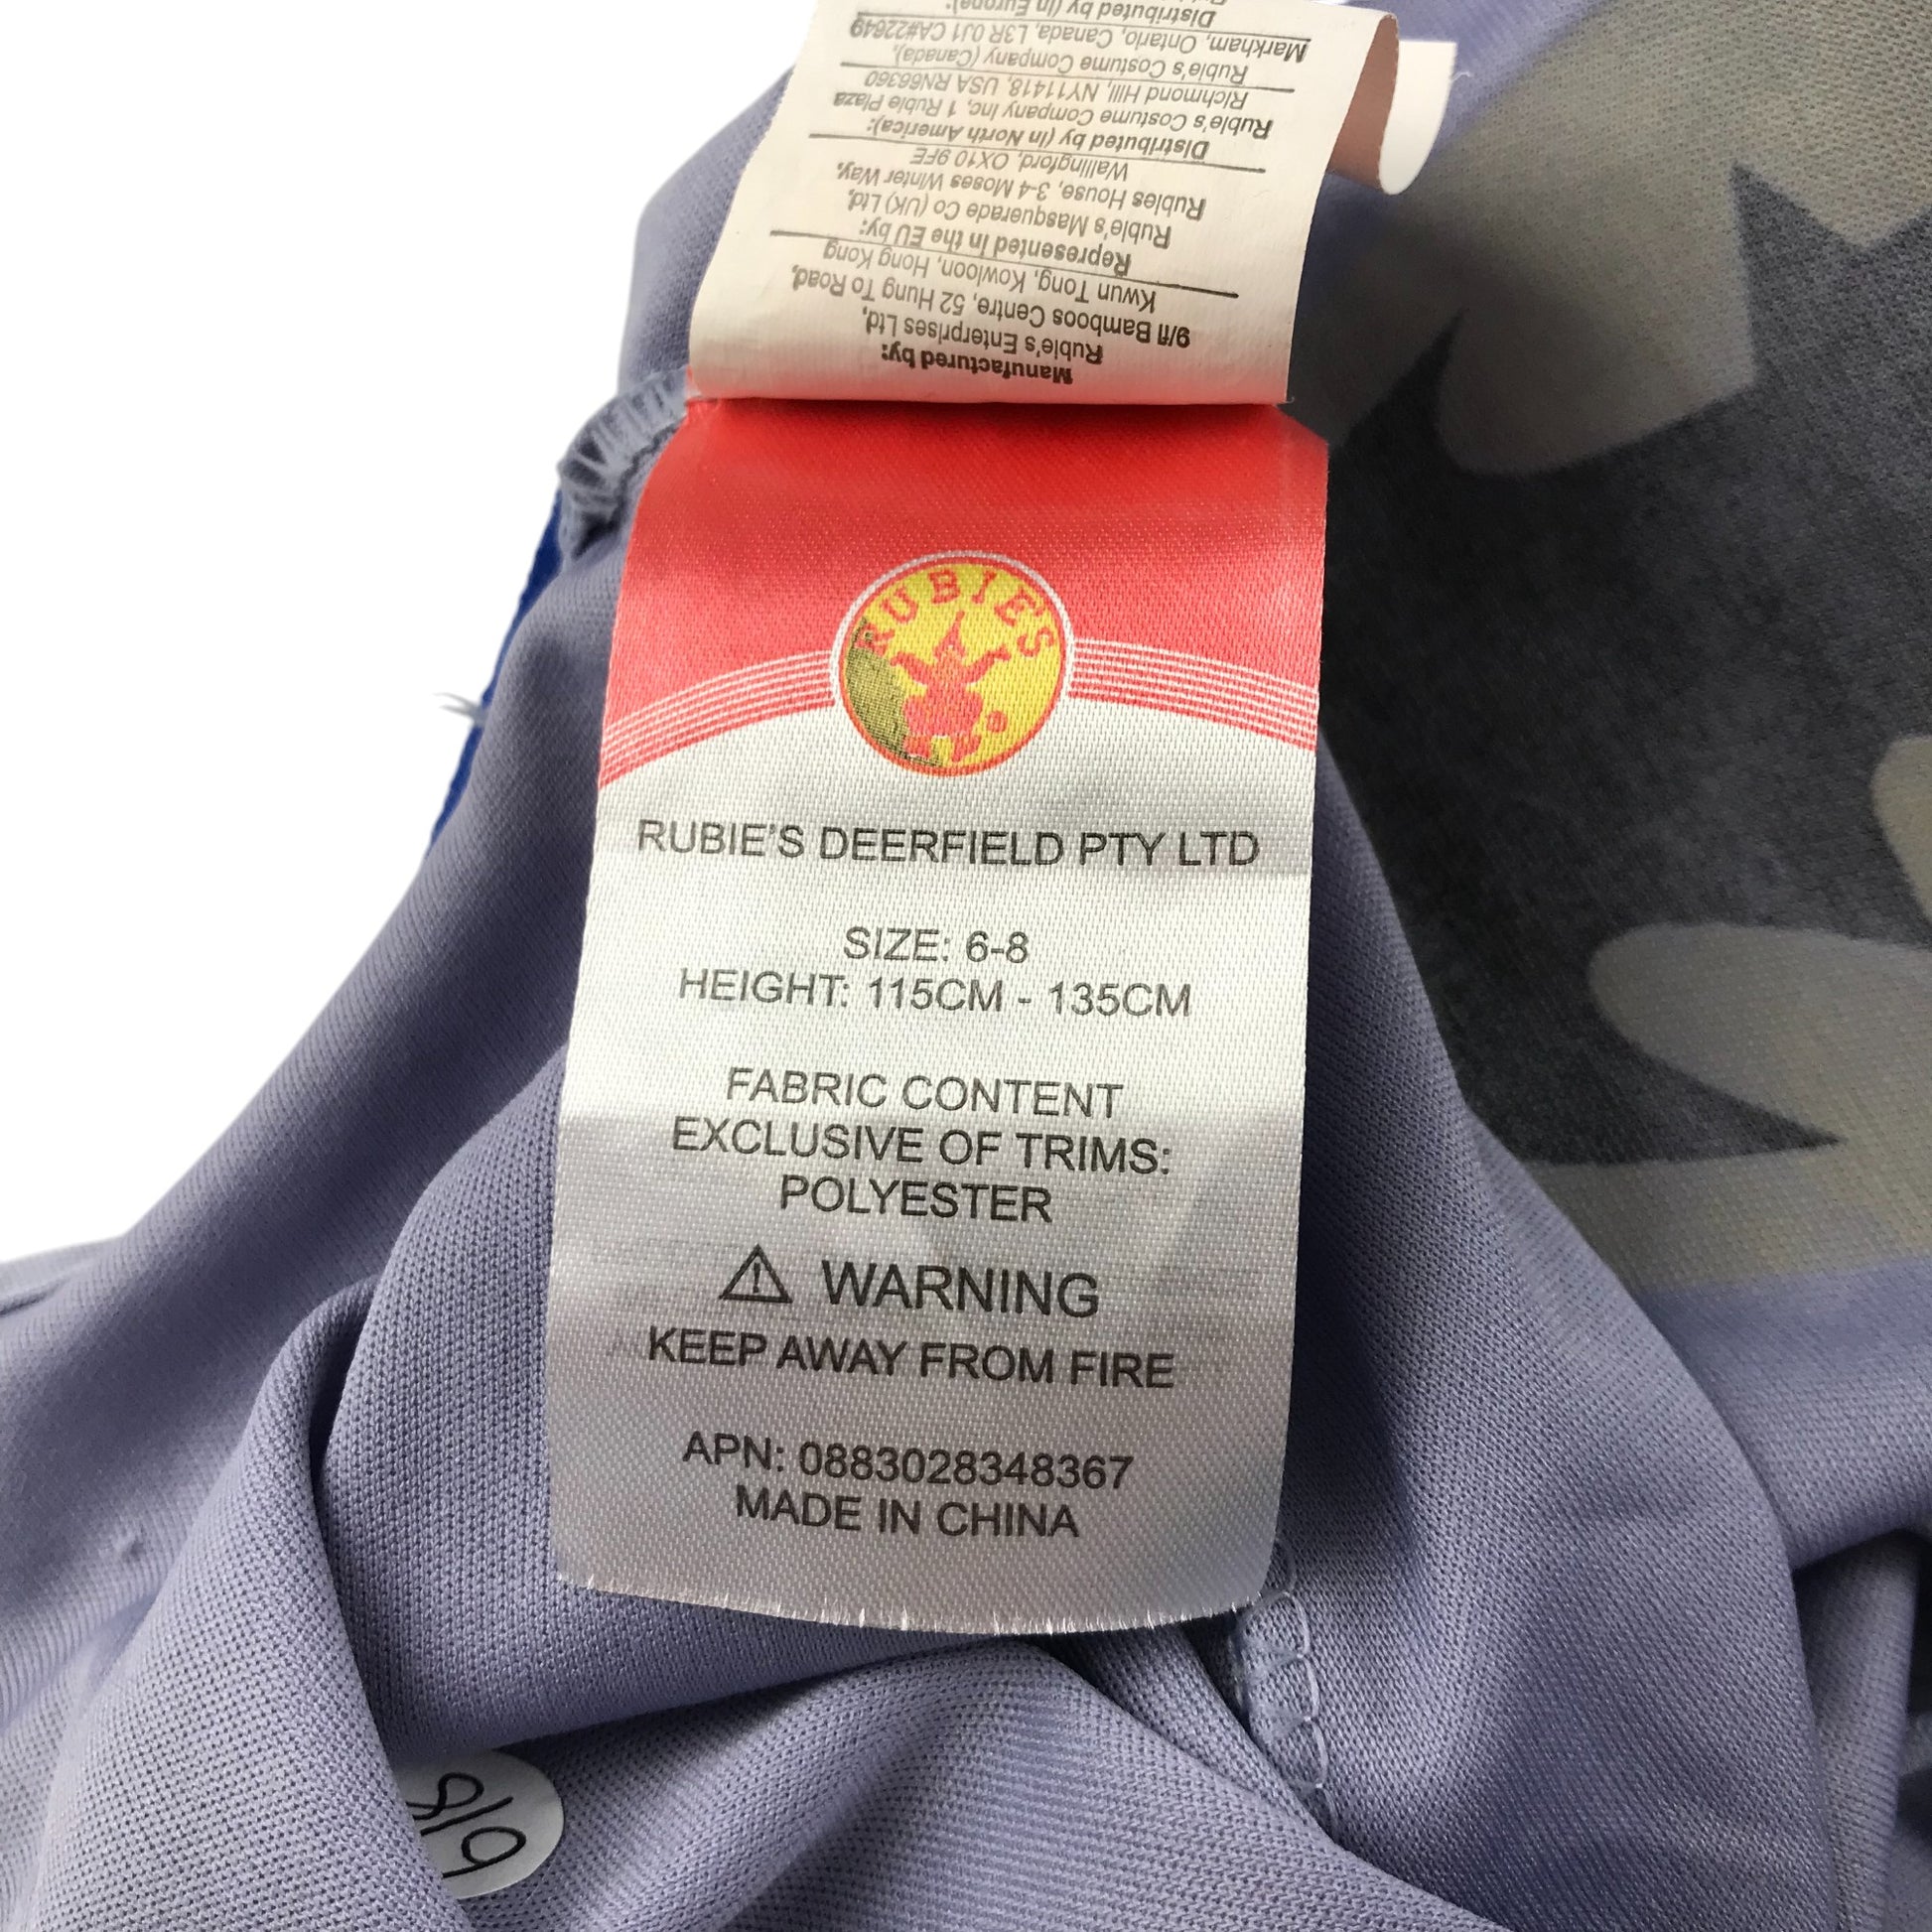 Manufactured by:
Rubie's Enterprises Ltd,
9/fl Bamboos Centre, 52 Hung To Road,
Kwun Tong, Kowloon, Hong Kong
Represented in the EU by:
Rubie's Masquerade Co (UK) Ltd,
Rubies House, 3-4 Moses Winter Way,
Wallingford, OX10 9FE
Distributed by (in North America):
Rubie's Costume Company Inc, 1 Rubie Plaza
Richmond Hill, NY11418, USA RN66360
Rubie's Costume Company (Canada),
Markham, Ontario, Canada, L3R 0J1 CA#22649
Distributed by (in Europe):
RUBIE'S
®
RUBIE'S DEERFIELD PTY LTD
SIZE: 6-8
HEIGHT: 115CM - 135CM
FABRIC CONTENT
EXCLUSIVE OF TRIMS:
POLYESTER
⚠ WARNING
KEEP AWAY FROM FIRE
APN: 0883028348367
MADE IN CHINA
6/8